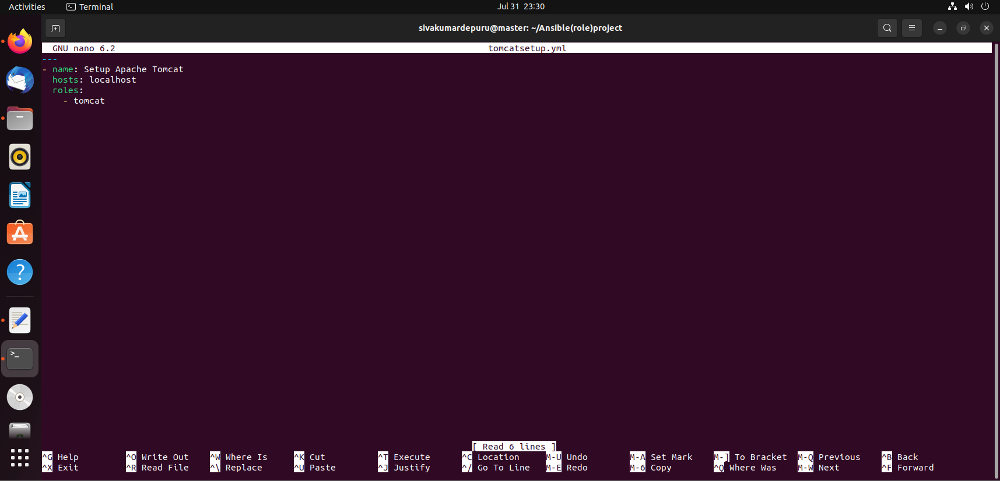 Activities Terminal Jul 31 23:30
sivakumardepuru@master: ~/Ansible(role)project
GNU nano 6.2 tomcatsetup.yml
---
- name: Setup Apache Tomcat
  hosts: localhost
  roles:
    - tomcat
[ Read 6 lines ]
^G Help ^O Write Out ^W Where Is ^K Cut ^T Execute ^C Location M-U Undo M-A Set Mark M-] To Bracket M-Q Previous ^B Back
^X Exit ^R Read File ^\ Replace ^U Paste ^J Justify ^/ Go To Line M-E Redo M-6 Copy ^Q Where Was M-W Next ^F Forward